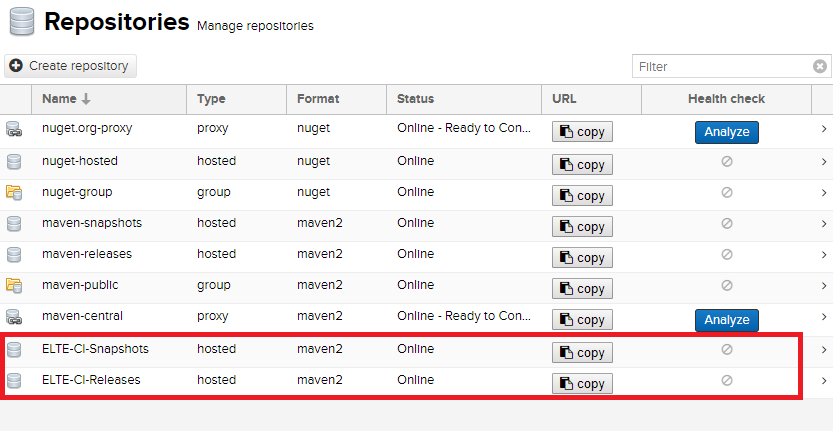 Repositories Manage repositories
Create repository Filter
Name Type Format Status URL Health check
nuget.org-proxy proxy nuget Online - Ready to Con... copy Analyze
nuget-hosted hosted nuget Online copy
nuget-group group nuget Online copy
maven-snapshots hosted maven2 Online copy
maven-releases hosted maven2 Online copy
maven-public group maven2 Online copy
maven-central proxy maven2 Online - Ready to Con... copy Analyze
ELTE-CI-Snapshots hosted maven2 Online copy
ELTE-CI-Releases hosted maven2 Online copy